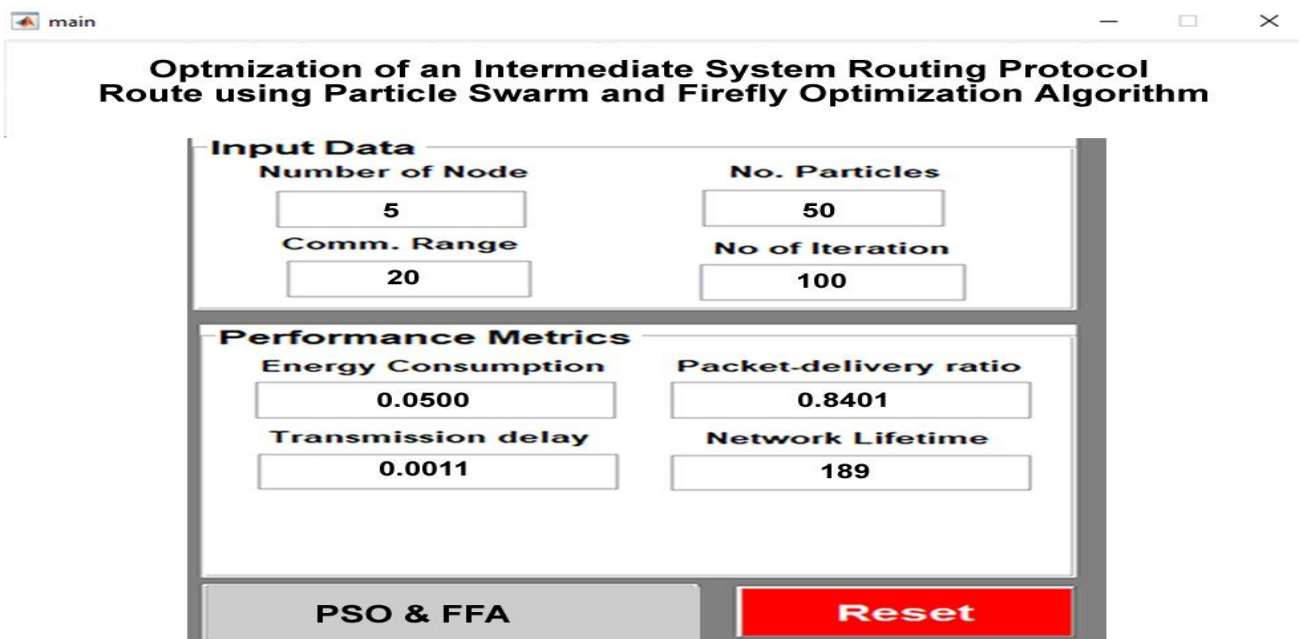 main
Optmization of an Intermediate System Routing Protocol
Route using Particle Swarm and Firefly Optimization Algorithm
Input Data
Number of Node
No. Particles
5
50
Comm. Range
No of Iteration
20
100
Performance Metrics
Energy Consumption
Packet-delivery ratio
0.0500
0.8401
Transmission delay
Network Lifetime
0.0011
189
PSO & FFA
Reset